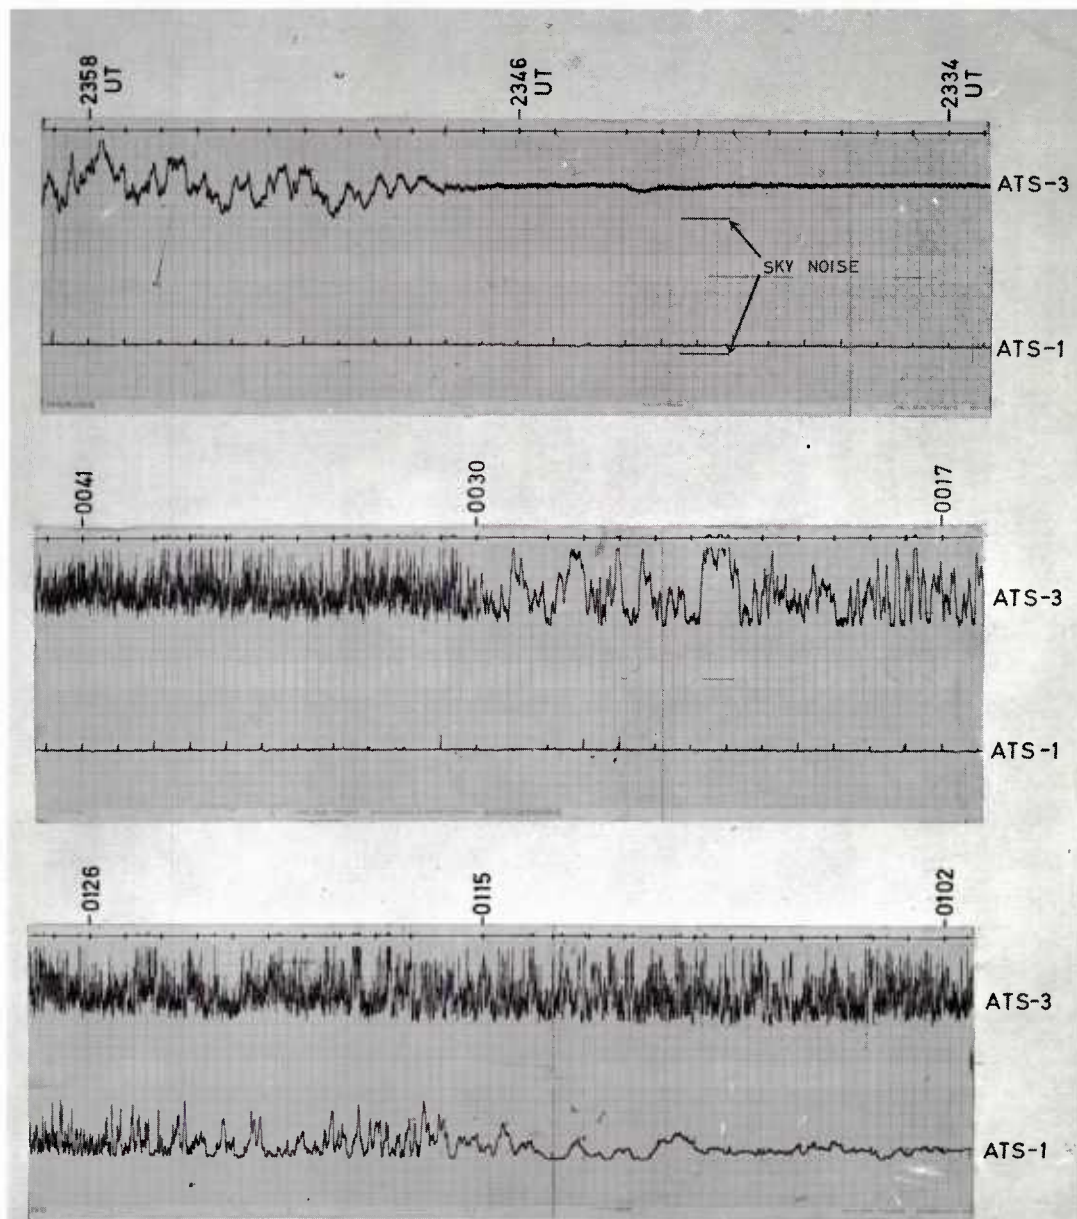 -2358 UT
-2346 UT
-2334 UT
ATS-3
SKY NOISE
ATS-1
-0041
-0030
-0017
ATS-3
ATS-1
-0126
-0115
-0102
ATS-3
ATS-1